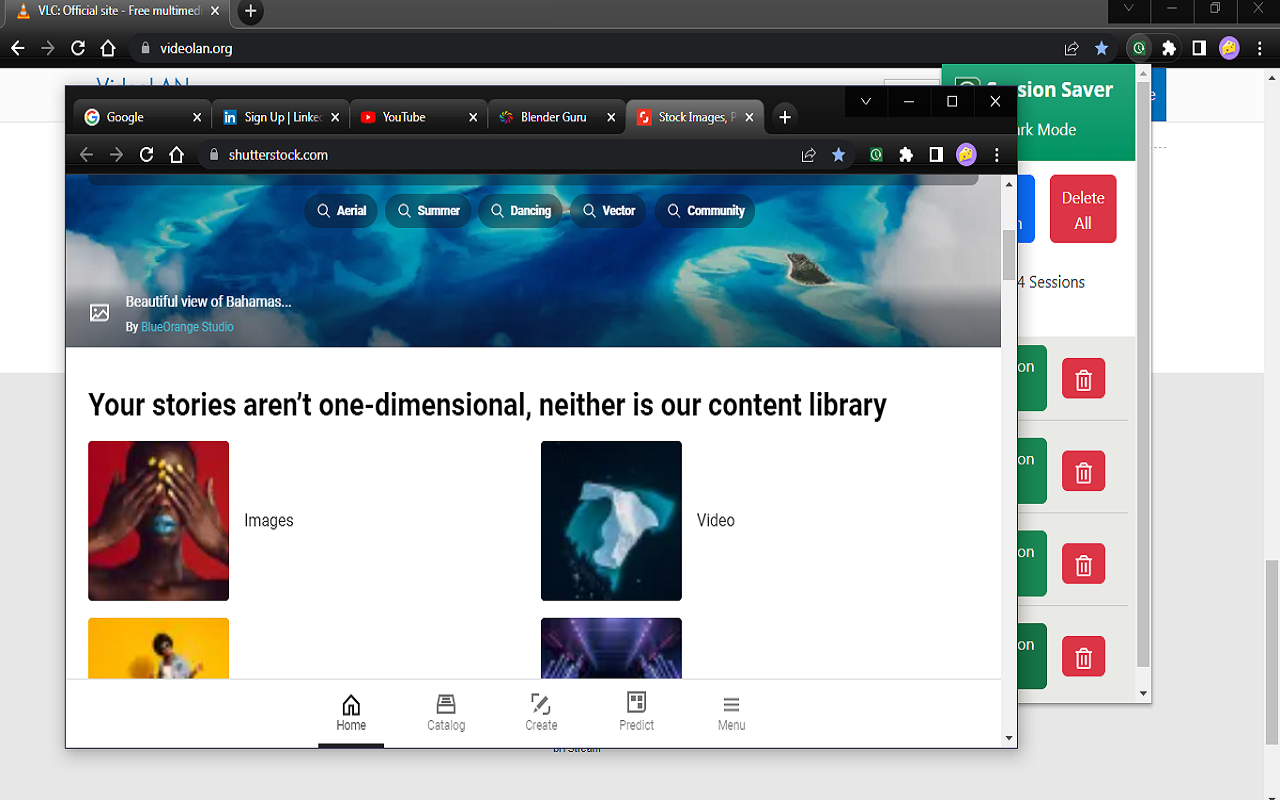 VLC: Official site - Free multimed
videolan.org
sion Saver
rk Mode
Delete
All
4 Sessions
on
on
on
on
Google
Sign Up | Linke
YouTube
Blender Guru
Stock Images, P
shutterstock.com
Aerial
Summer
Dancing
Vector
Community
Beautiful view of Bahamas...
By BlueOrange Studio
Your stories aren't one-dimensional, neither is our content library
Images
Video
Home
Catalog
Create
Predict
Menu